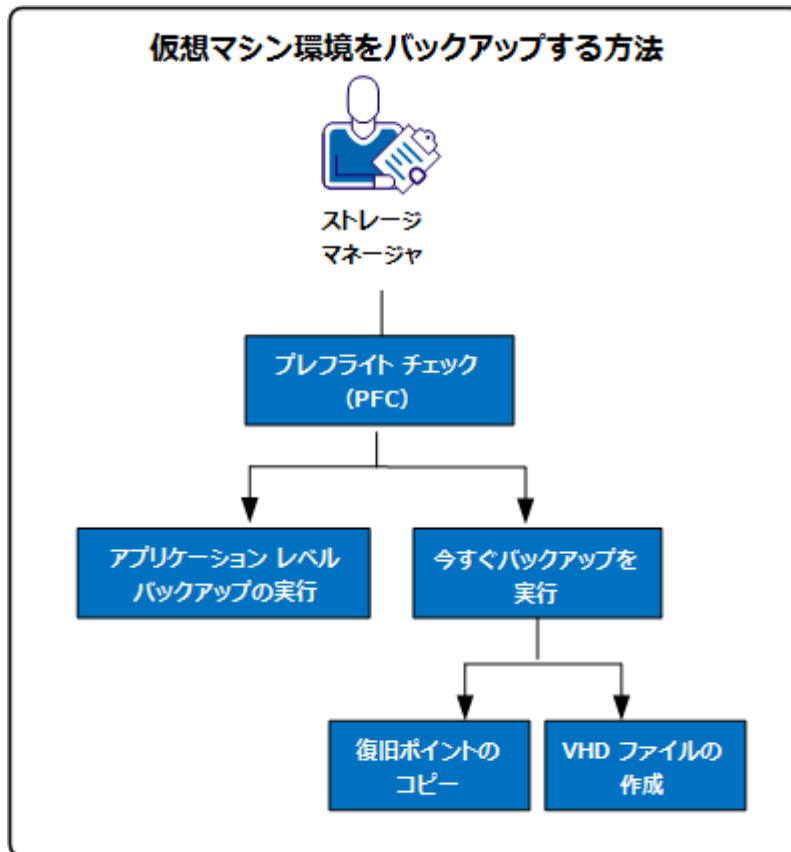 仮想マシン環境をバックアップする方法
ストレージ
マネージャ
プレフライト チェック
(PFC)
アプリケーション レベル
バックアップの実行
今すぐバックアップを
実行
復旧ポイントの
コピー
VHD ファイルの
作成